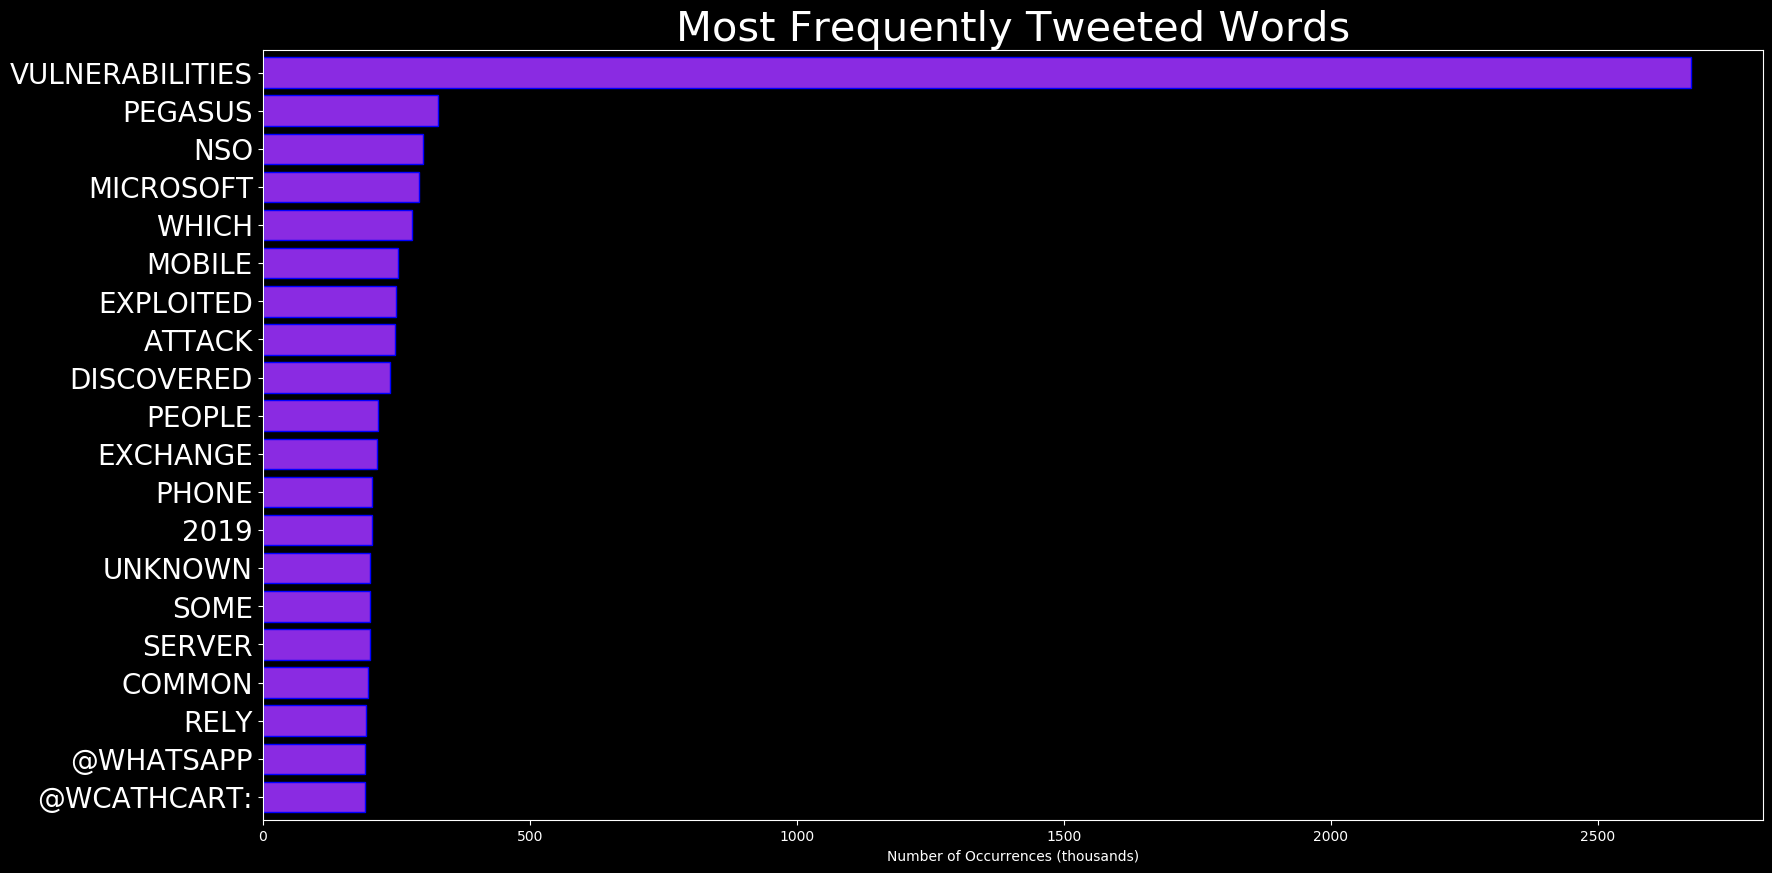 Most Frequently Tweeted Words
VULNERABILITIES
PEGASUS
NSO
MICROSOFT
WHICH
MOBILE
EXPLOITED
ATTACK
DISCOVERED
PEOPLE
EXCHANGE
PHONE
2019
UNKNOWN
SOME
SERVER
COMMON
RELY
@WHATSAPP
@WCATHCART:
0 500 1000 1500 2000 2500
Number of Occurrences (thousands)